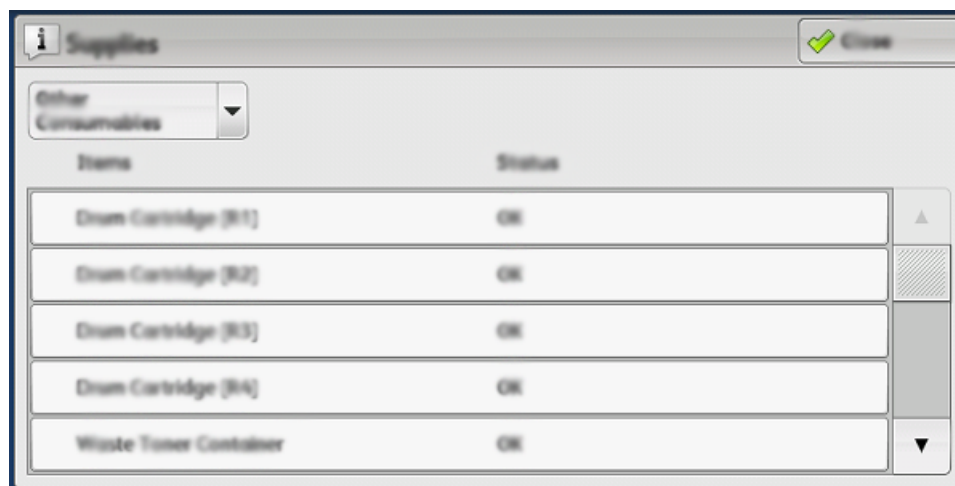 Supplies
Close
Other
Consumables
Items Status
Drum Cartridge [R1] OK
Drum Cartridge [R2] OK
Drum Cartridge [R3] OK
Drum Cartridge [R4] OK
Waste Toner Container OK